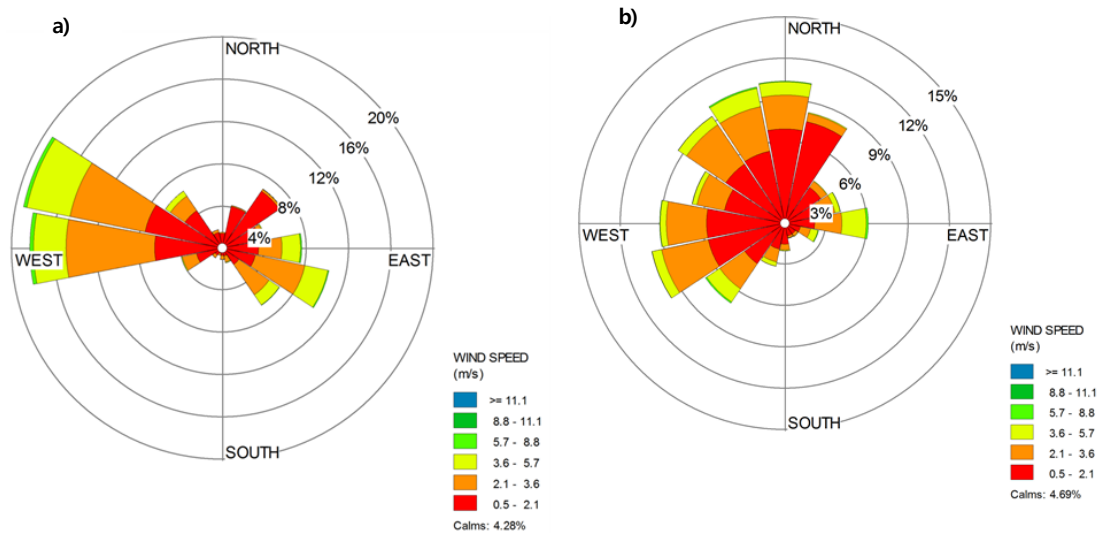 a)
NORTH
20%
16%
12%
8%
4%
WEST
EAST
SOUTH
WIND SPEED
(m/s)
>= 11.1
8.8 - 11.1
5.7 - 8.8
3.6 - 5.7
2.1 - 3.6
0.5 - 2.1
Calms: 4.28%
b)
NORTH
15%
12%
9%
6%
3%
WEST
EAST
SOUTH
WIND SPEED
(m/s)
>= 11.1
8.8 - 11.1
5.7 - 8.8
3.6 - 5.7
2.1 - 3.6
0.5 - 2.1
Calms: 4.69%